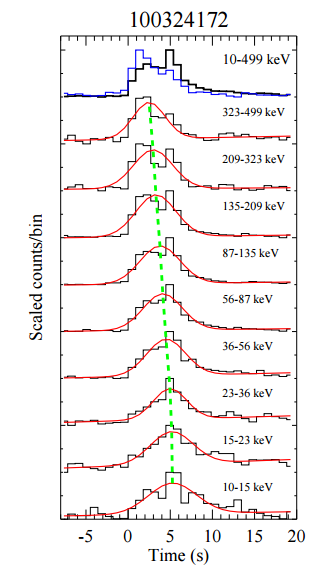 100324172
10-499 keV
323-499 keV
209-323 keV
135-209 keV
87-135 keV
56-87 keV
36-56 keV
23-36 keV
15-23 keV
10-15 keV
Scaled counts/bin
-5 0 5 10 15 20
Time (s)